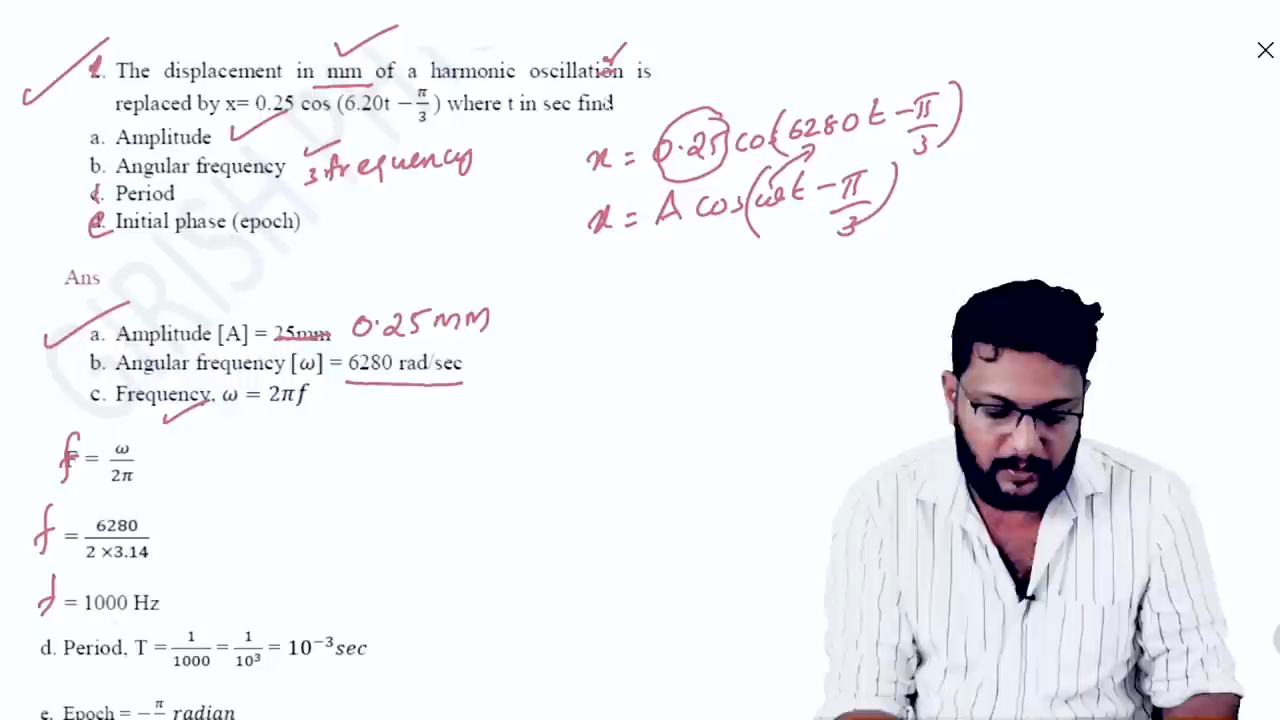 1. The displacement in mm of a harmonic oscillation is
replaced by x= 0.25 cos (6.20t − π/3) where t in sec find
a. Amplitude
b. Angular frequency 3 frequency
d. Period
e. Initial phase (epoch)
x = 0.25 cos(6280t − π/3)
x = A cos(ωt − π/3)
Ans
a. Amplitude [A] = 25mm 0.25 mm
b. Angular frequency [ω] = 6280 rad/sec
c. Frequency, ω = 2πf
f = ω/2π
f = 6280/2 ×3.14
f = 1000 Hz
d. Period, T = 1/1000 = 1/10³ = 10⁻³ sec
e. Epoch = − π radian
GIRISH
×